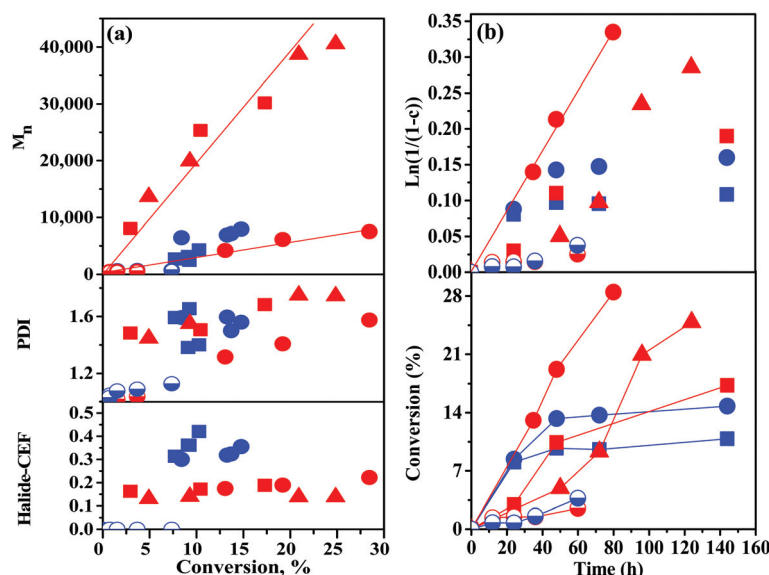 (a)
40,000
30,000
20,000
10,000
0
Mn
1.6
1.2
PDI
0.5
0.4
0.3
0.2
0.1
0.0
Halide-CEF
0 5 10 15 20 25 30
Conversion, %
(b)
0.35
0.30
0.25
0.20
0.15
0.10
0.05
0.00
Ln(1/(1-c))
28
21
14
7
0
Conversion (%)
0 20 40 60 80 100 120 140 160
Time (h)